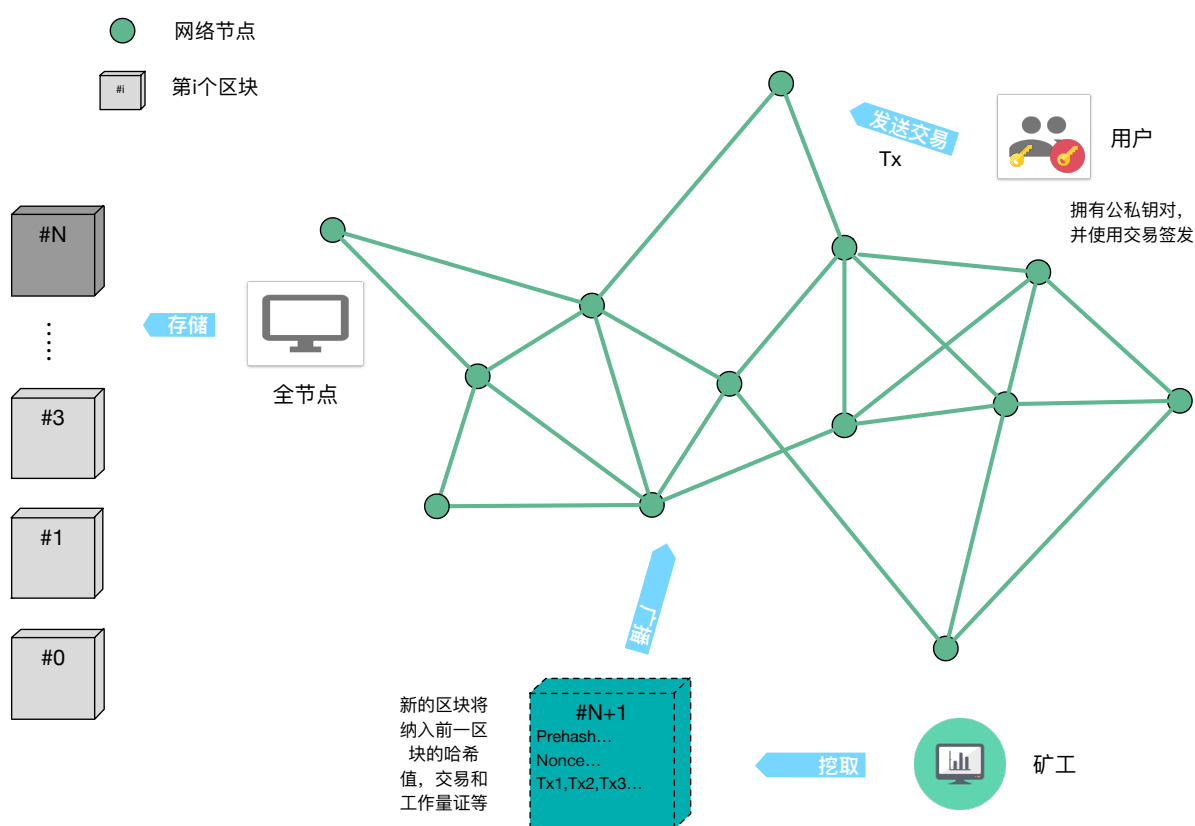 网络节点
#i
第i个区块
发送交易
Tx
用户
拥有公私钥对，
并使用交易签发
#N
存储
全节点
#3
#1
#0
广播
新的区块将
纳入前一区
块的哈希
值，交易和
工作量证等
#N+1
Prehash…
Nonce…
Tx1,Tx2,Tx3…
挖取
矿工